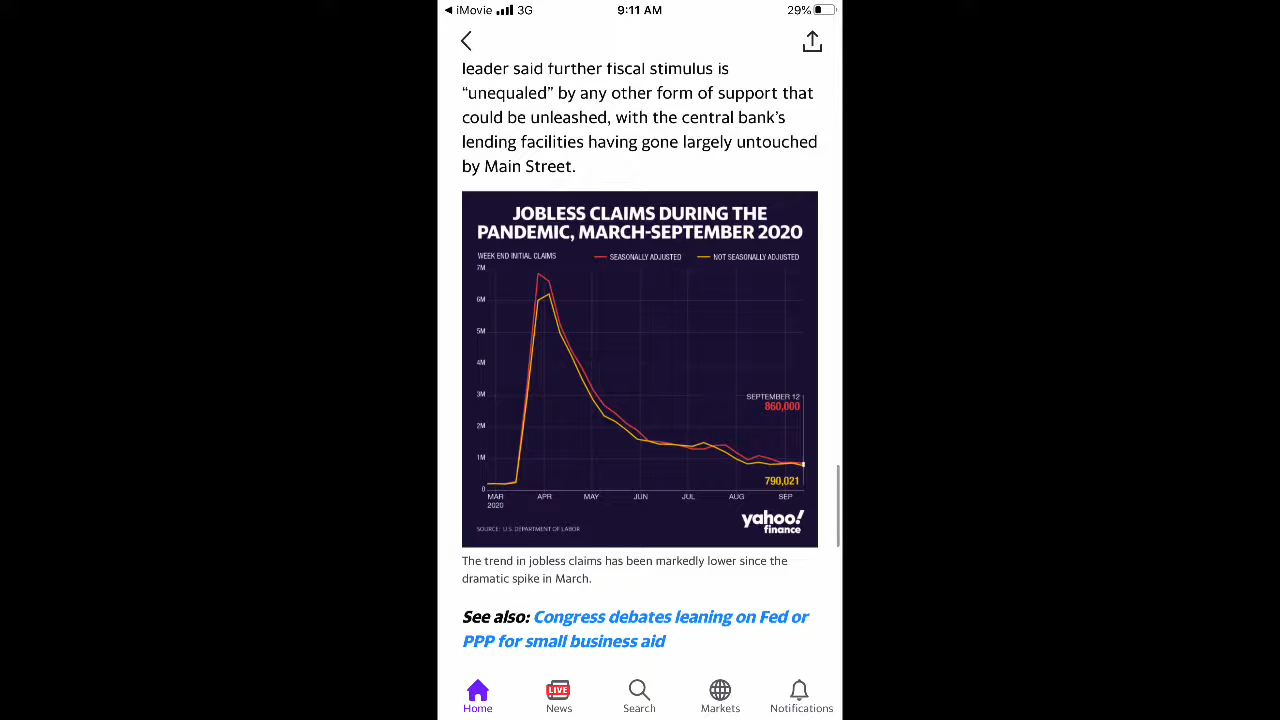 iMovie 3G 9:11 AM 29%
leader said further fiscal stimulus is
“unequaled” by any other form of support that
could be unleashed, with the central bank’s
lending facilities having gone largely untouched
by Main Street.
JOBLESS CLAIMS DURING THE
PANDEMIC, MARCH-SEPTEMBER 2020
WEEK END INITIAL CLAIMS SEASONALLY ADJUSTED NOT SEASONALLY ADJUSTED
7M
6M
5M
4M
3M
SEPTEMBER 12
860,000
2M
1M
790,021
0
MAR APR MAY JUN JUL AUG SEP
2020
yahoo!
finance
SOURCE: U.S. DEPARTMENT OF LABOR
The trend in jobless claims has been markedly lower since the
dramatic spike in March.
See also: Congress debates leaning on Fed or
PPP for small business aid
LIVE
Home News Search Markets Notifications